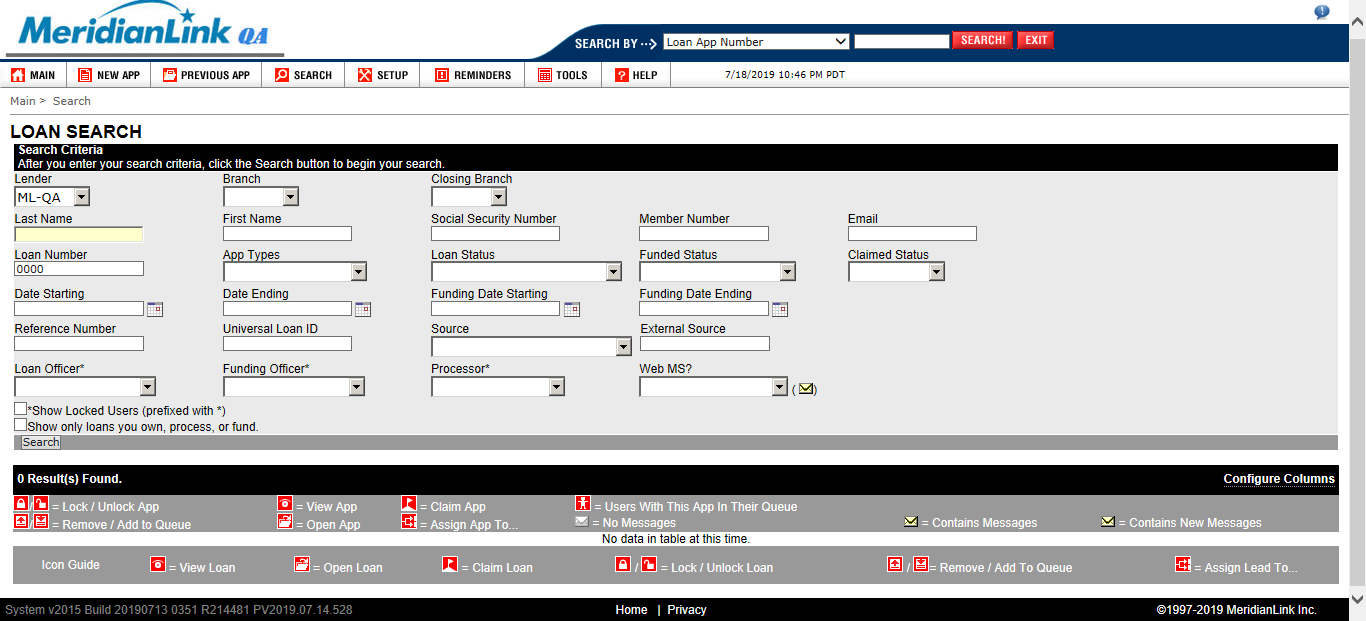 MERIDIANLINK QA
SEARCH BY --> Loan App Number SEARCH! EXIT
MAIN NEW APP PREVIOUS APP SEARCH SETUP REMINDERS TOOLS HELP 7/18/2019 10:46 PM PDT
Main > Search
LOAN SEARCH
Search Criteria
After you enter your search criteria, click the Search button to begin your search.
Lender Branch Closing Branch
ML-QA
Last Name First Name Social Security Number Member Number Email
Loan Number App Types Loan Status Funded Status Claimed Status
0000
Date Starting Date Ending Funding Date Starting Funding Date Ending
Reference Number Universal Loan ID Source External Source
Loan Officer* Funding Officer* Processor* Web MS?
( )
*Show Locked Users (prefixed with *)
Show only loans you own, process, or fund.
Search
0 Result(s) Found. Configure Columns
/ = Lock / Unlock App = View App = Claim App = Users With This App In Their Queue
/ = Remove / Add to Queue = Open App = Assign App To... = No Messages = Contains Messages = Contains New Messages
No data in table at this time.
Icon Guide = View Loan = Open Loan = Claim Loan / = Lock / Unlock Loan / = Remove / Add To Queue = Assign Lead To...
System v2015 Build 20190713 0351 R214481 PV2019.07.14.528 Home | Privacy ©1997-2019 MeridianLink Inc.